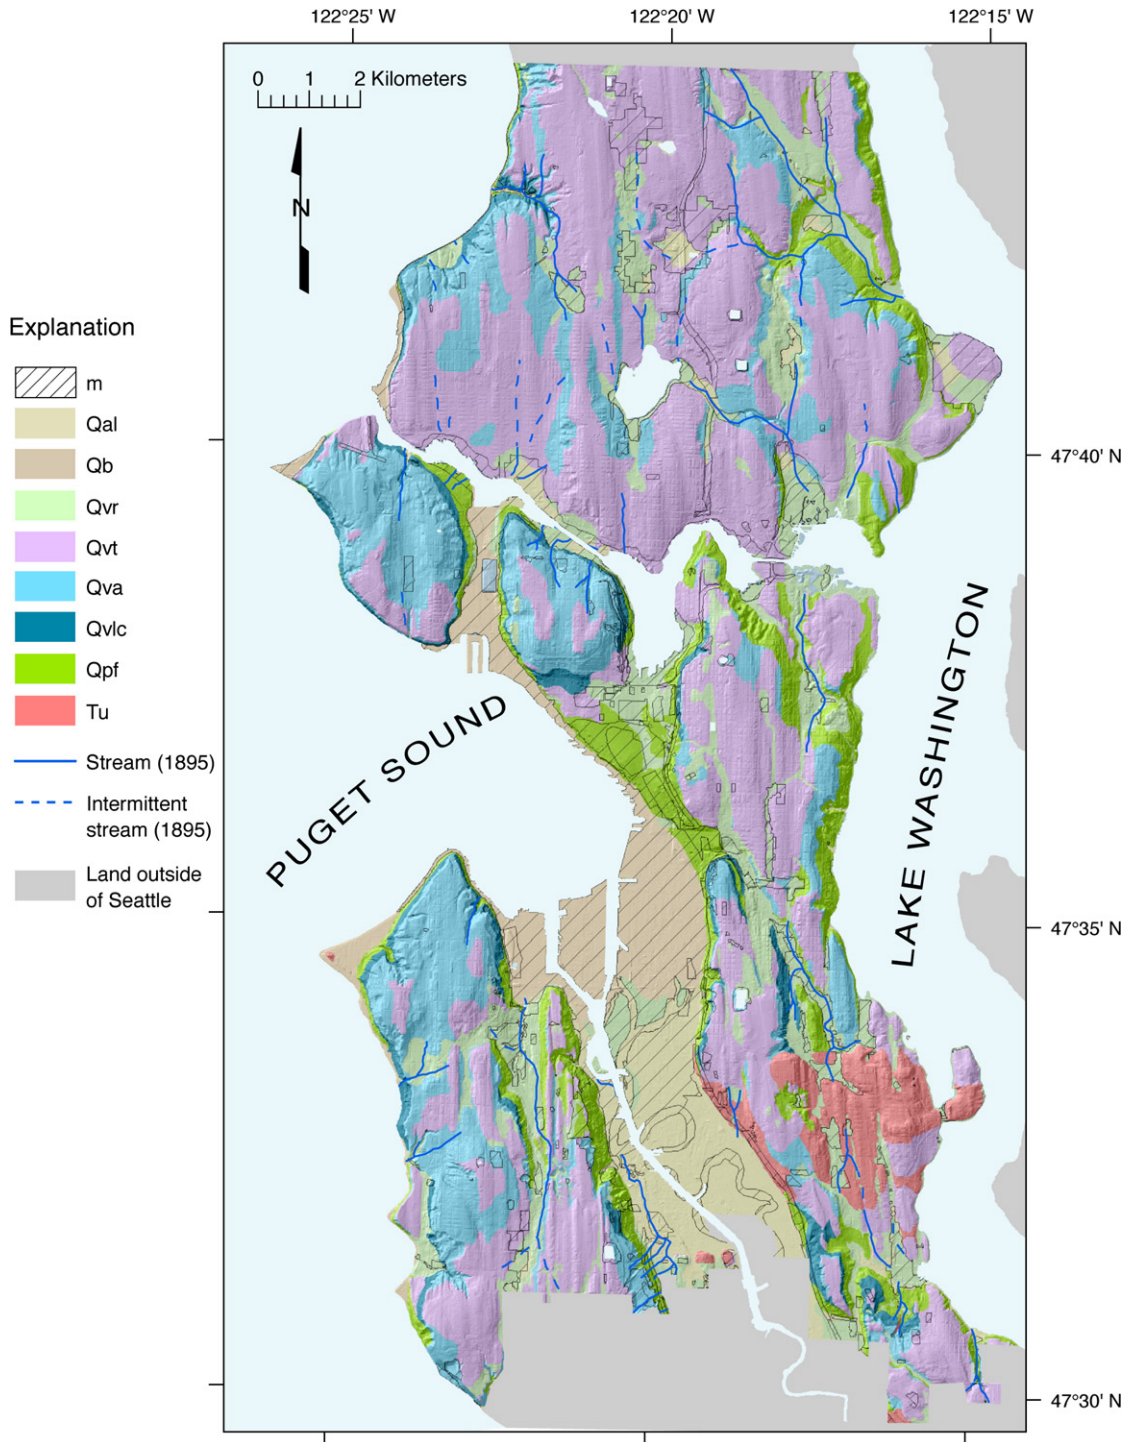 122°25' W 122°20' W 122°15' W
0 1 2 Kilometers
N
Explanation
m
Qal
Qb
Qvr
Qvt
Qva
Qvlc
Qpf
Tu
Stream (1895)
Intermittent
stream (1895)
Land outside
of Seattle
47°40' N
PUGET SOUND
LAKE WASHINGTON
47°35' N
47°30' N